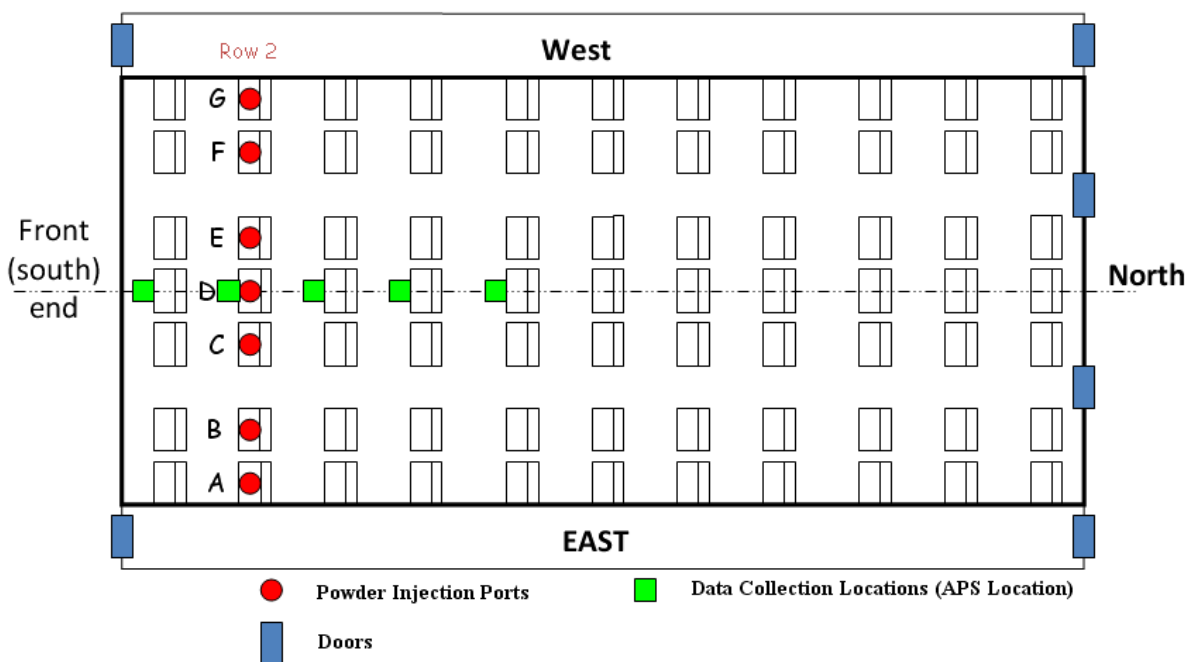 Row 2
West
G
F
E
D
C
B
A
Front
(south)
end
North
EAST
Powder Injection Ports
Data Collection Locations (APS Location)
Doors